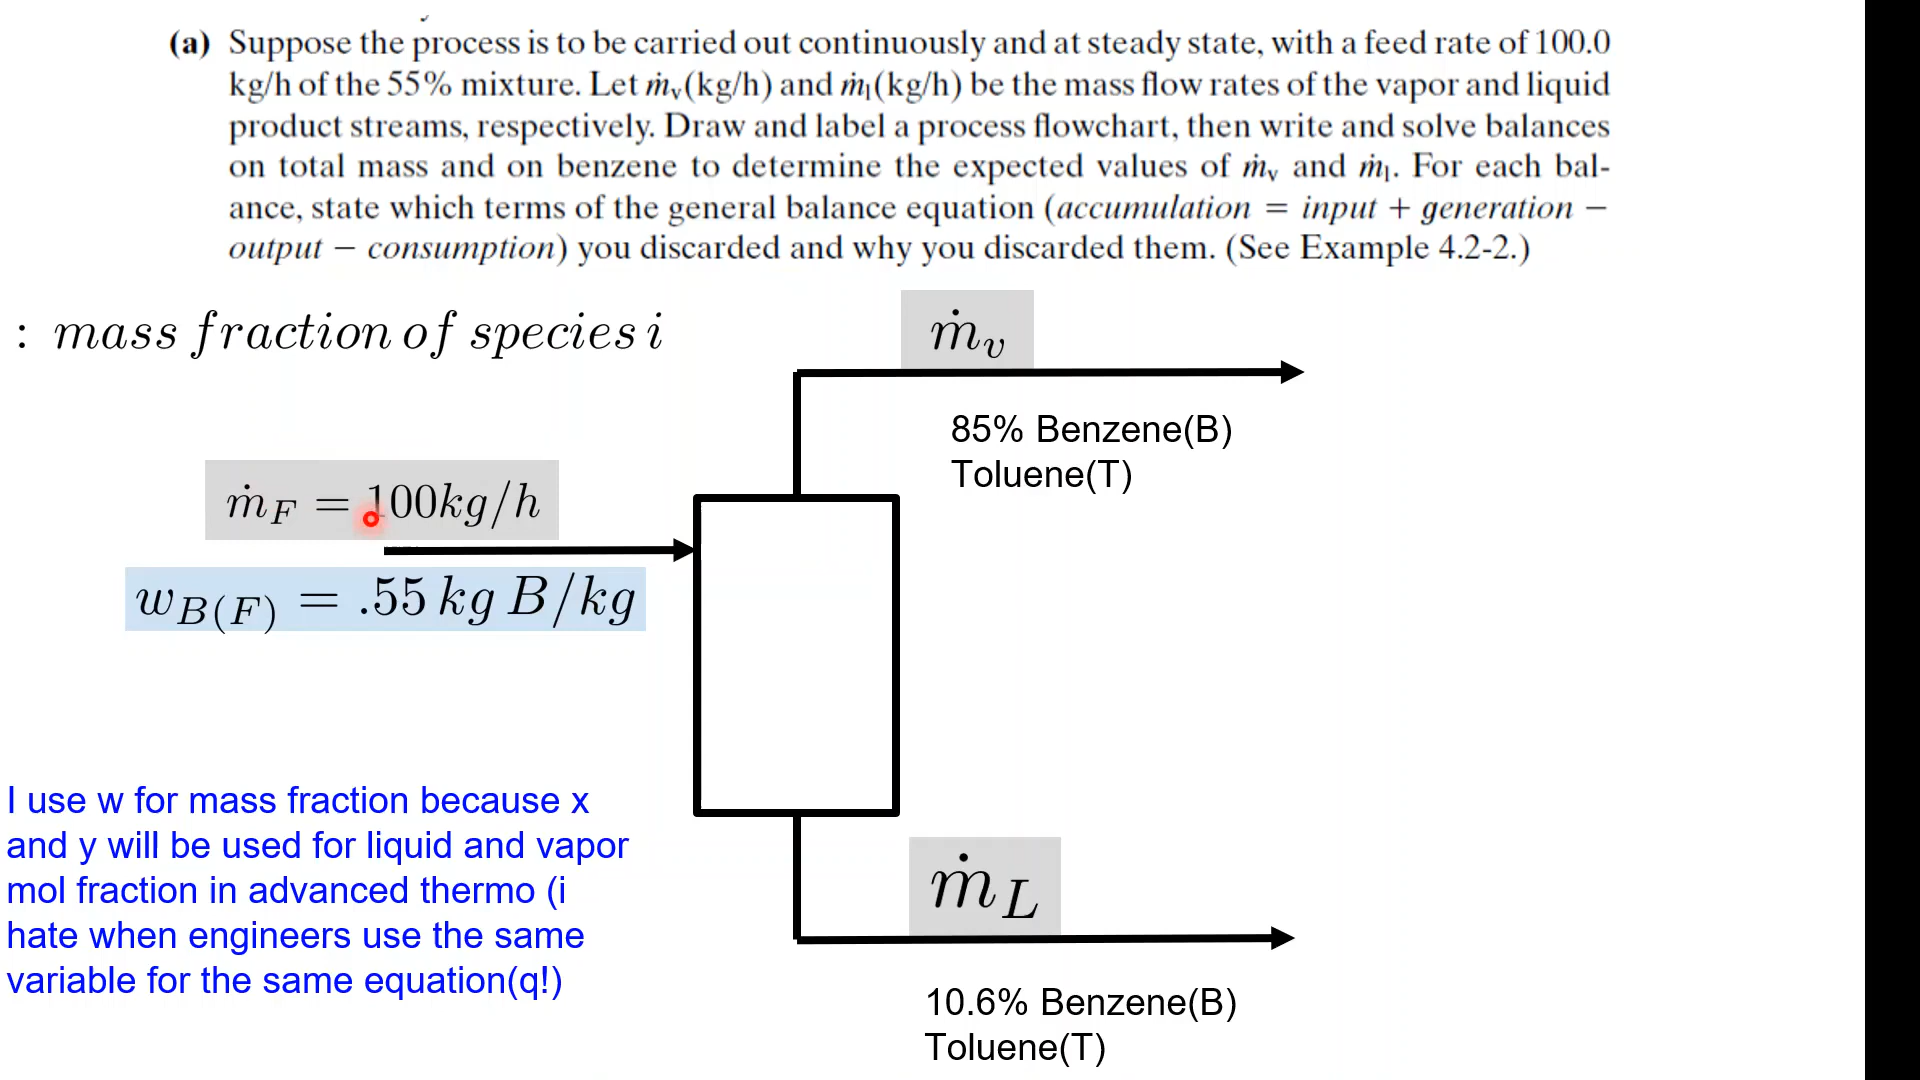 (a) Suppose the process is to be carried out continuously and at steady state, with a feed rate of 100.0
kg/h of the 55% mixture. Let ṁᵥ(kg/h) and ṁₗ(kg/h) be the mass flow rates of the vapor and liquid
product streams, respectively. Draw and label a process flowchart, then write and solve balances
on total mass and on benzene to determine the expected values of ṁᵥ and ṁₗ. For each bal-
ance, state which terms of the general balance equation (accumulation = input + generation −
output − consumption) you discarded and why you discarded them. (See Example 4.2-2.)
: mass fraction of species i
ṁ_v
85% Benzene(B)
Toluene(T)
ṁ_F = 100kg/h
w_B(F) = .55 kg B/kg
I use w for mass fraction because x
and y will be used for liquid and vapor
mol fraction in advanced thermo (i
hate when engineers use the same
variable for the same equation(q!)
ṁ_L
10.6% Benzene(B)
Toluene(T)